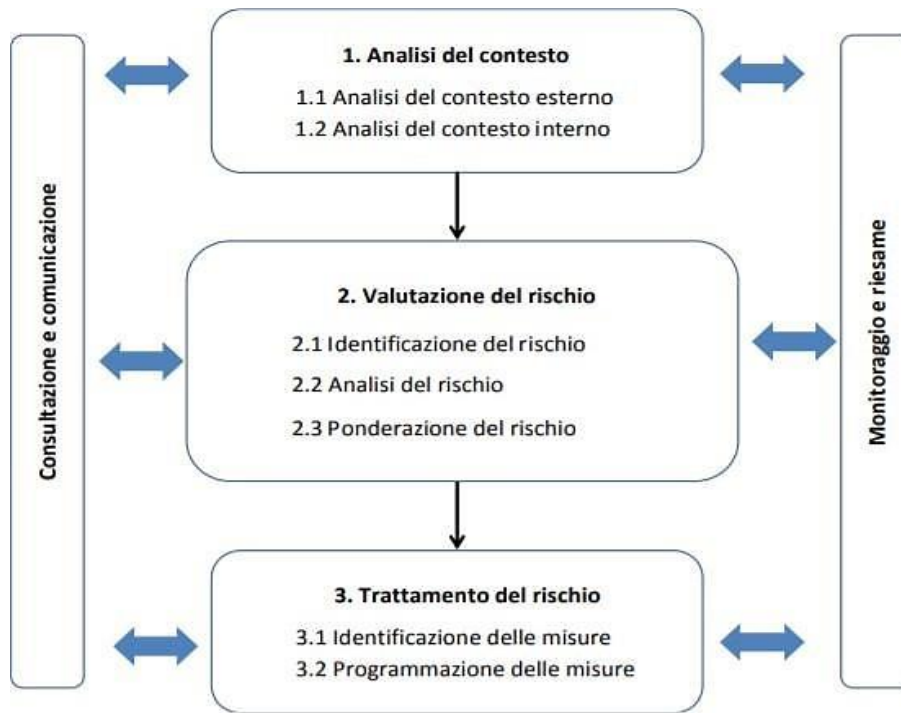 Consultazione e comunicazione
1. Analisi del contesto
1.1 Analisi del contesto esterno
1.2 Analisi del contesto interno
2. Valutazione del rischio
2.1 Identificazione del rischio
2.2 Analisi del rischio
2.3 Ponderazione del rischio
3. Trattamento del rischio
3.1 Identificazione delle misure
3.2 Programmazione delle misure
Monitoraggio e riesame